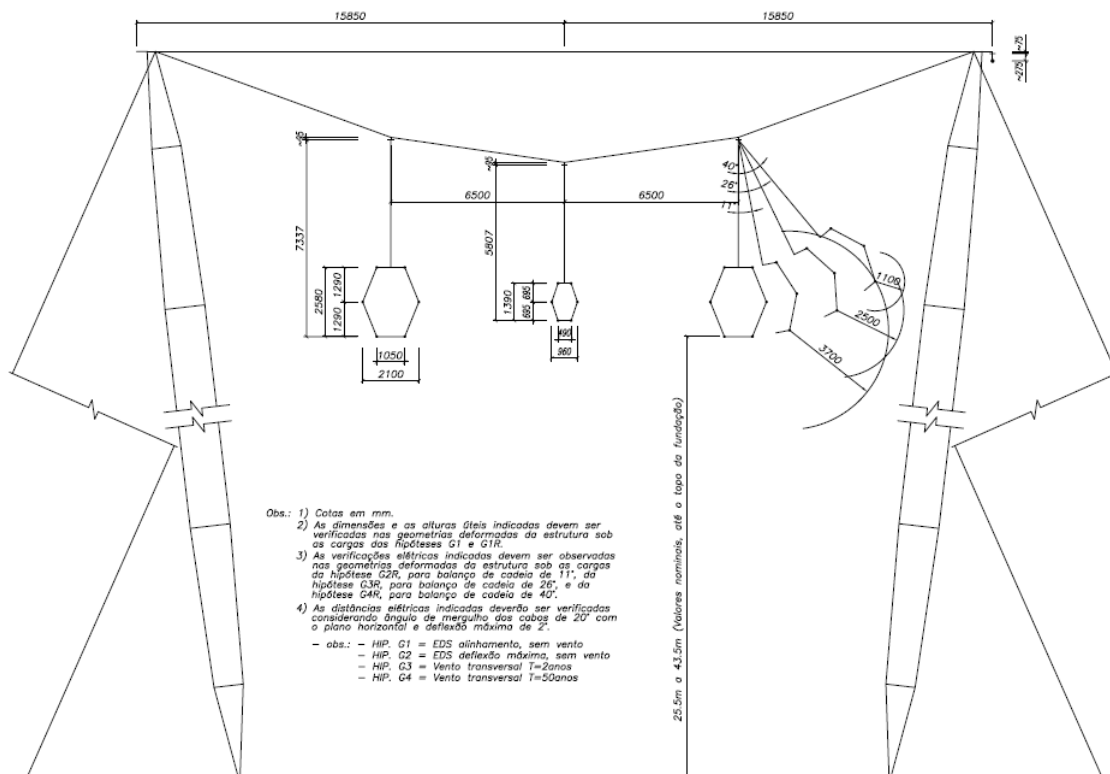 15850
15850
~75
~275
~95
~95
40°
26°
11°
6500
6500
7337
5807
2580
1290
1290
1390
695
695
490
960
1050
2100
1100
2500
3700
25.5m a 43.5m (Valores nominais, até o topo da fundação)
Obs.: 1) Cotas em mm.
2) As dimensões e as alturas úteis indicadas devem ser
verificadas nas geometrias deformadas da estrutura sob
as cargas das hipóteses G1 e G1R.
3) As verificações elétricas indicadas devem ser observadas
nas geometrias deformadas da estrutura sob as cargas
da hipótese G2R, para balanço de cadeia de 11°, da
hipótese G3R, para balanço de cadeia de 26°, e da
hipótese G4R, para balanço de cadeia de 40°.
4) As distâncias elétricas indicadas deverão ser verificadas
considerando ângulo de mergulho dos cabos de 20° com
o plano horizontal e deflexão máxima de 2°.
- obs.: - HIP. G1 = EDS alinhamento, sem vento
- HIP. G2 = EDS deflexão máxima, sem vento
- HIP. G3 = Vento transversal T=2anos
- HIP. G4 = Vento transversal T=50anos